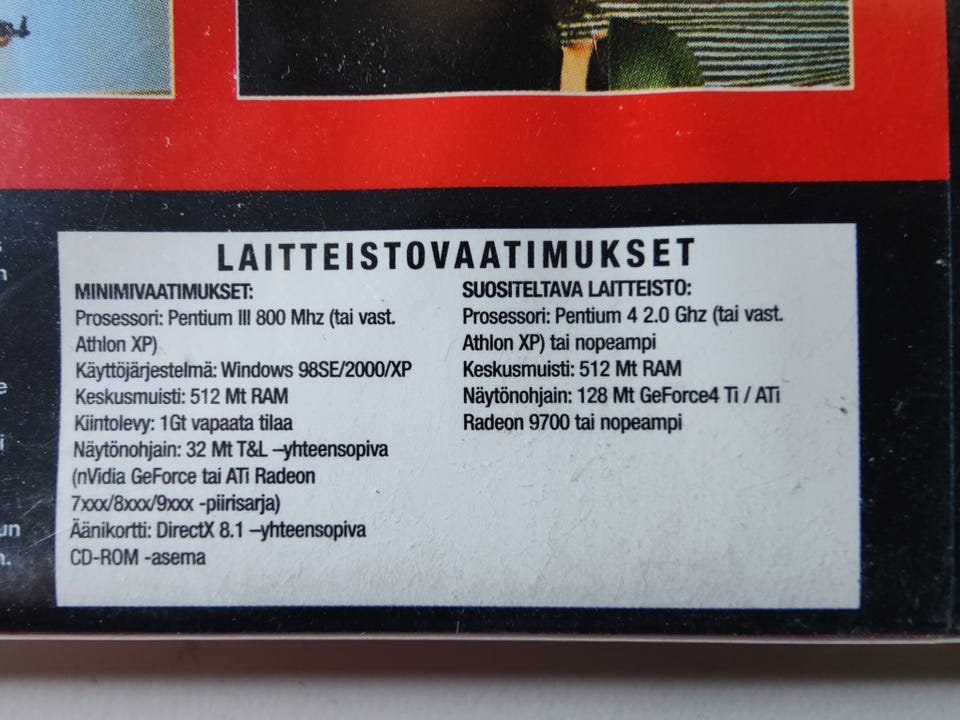 LAITTEISTOVAATIMUKSET
MINIMIVAATIMUKSET:
Prosessori: Pentium III 800 Mhz (tai vast.
Athlon XP)
Käyttöjärjestelmä: Windows 98SE/2000/XP
Keskusmuisti: 512 Mt RAM
Kiintolevy: 1Gt vapaata tilaa
Näytönohjain: 32 Mt T&L –yhteensopiva
(nVidia GeForce tai ATi Radeon
7xxx/8xxx/9xxx -piirisarja)
Äänikortti: DirectX 8.1 –yhteensopiva
CD-ROM -asema
SUOSITELTAVA LAITTEISTO:
Prosessori: Pentium 4 2.0 Ghz (tai vast.
Athlon XP) tai nopeampi
Keskusmuisti: 512 Mt RAM
Näytönohjain: 128 Mt GeForce4 Ti / ATi
Radeon 9700 tai nopeampi